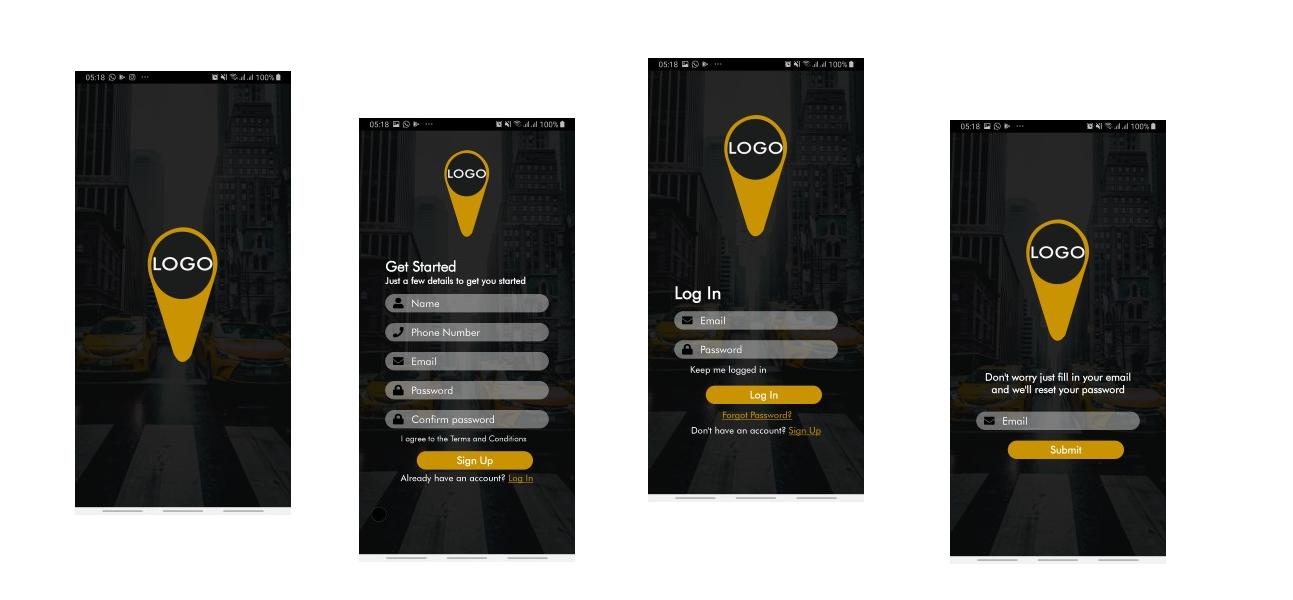 05:18 100%
LOGO
05:18 100%
LOGO
Get Started
Just a few details to get you started
Name
Phone Number
Email
Password
Confirm password
I agree to the Terms and Conditions
Sign Up
Already have an account? Log In
05:18 100%
LOGO
Log In
Email
Password
Keep me logged in
Log In
Forgot Password?
Don't have an account? Sign Up
05:18 100%
LOGO
Don't worry just fill in your email
and we'll reset your password
Email
Submit